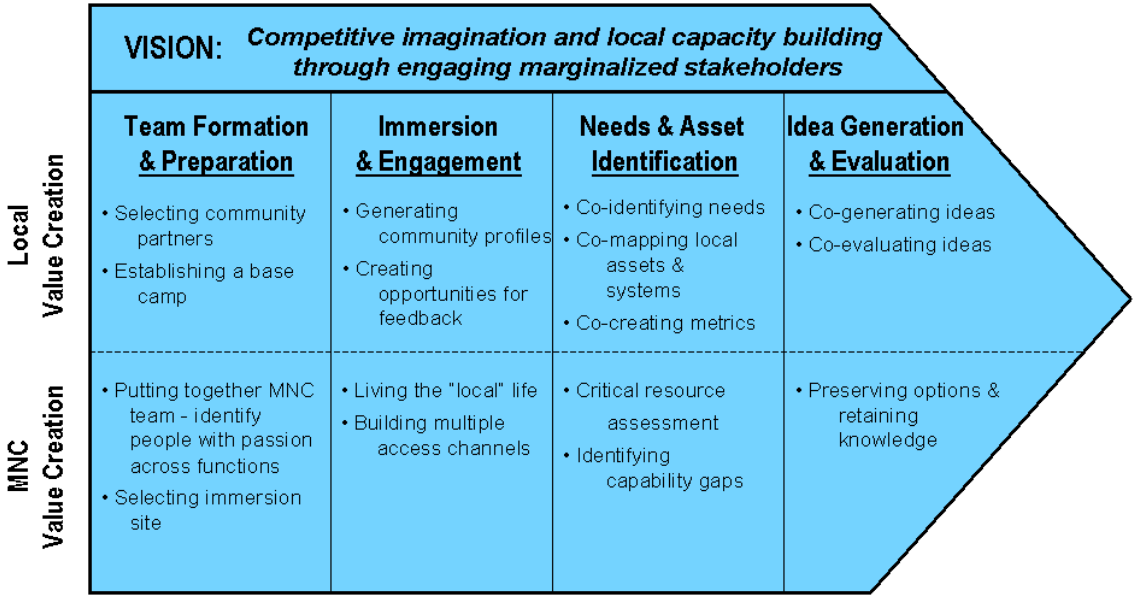 VISION: Competitive imagination and local capacity building
through engaging marginalized stakeholders
Team Formation
& Preparation
Immersion
& Engagement
Needs & Asset
Identification
Idea Generation
& Evaluation
Local
Value Creation
• Selecting community
partners
• Establishing a base
camp
• Generating
community profiles
• Creating
opportunities for
feedback
• Co-identifying needs
• Co-mapping local
assets &
systems
• Co-creating metrics
• Co-generating ideas
• Co-evaluating ideas
MNC
Value Creation
• Putting together MNC
team - identify
people with passion
across functions
• Selecting immersion
site
• Living the "local" life
• Building multiple
access channels
• Critical resource
assessment
• Identifying
capability gaps
• Preserving options &
retaining
knowledge